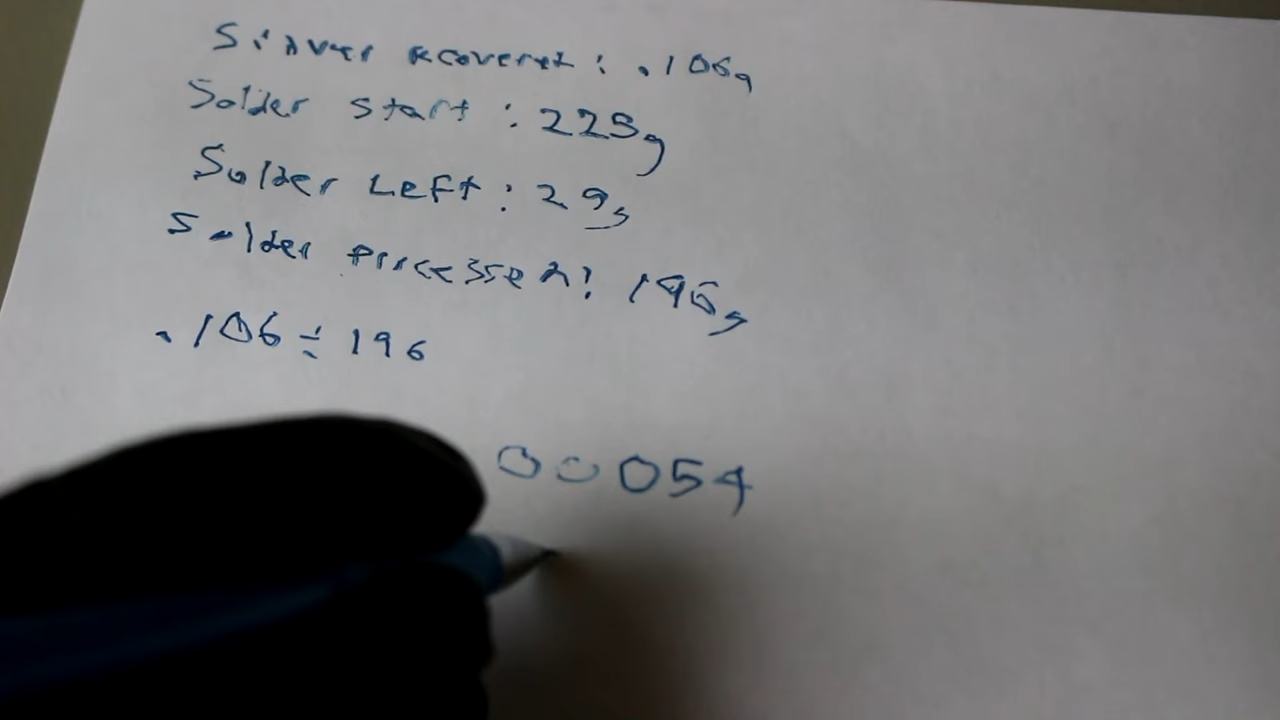 Silver recovered: .106g
Solder start: 225g
Solder Left: 29g
Solder processed: 196g
.106 ÷ 196
00054